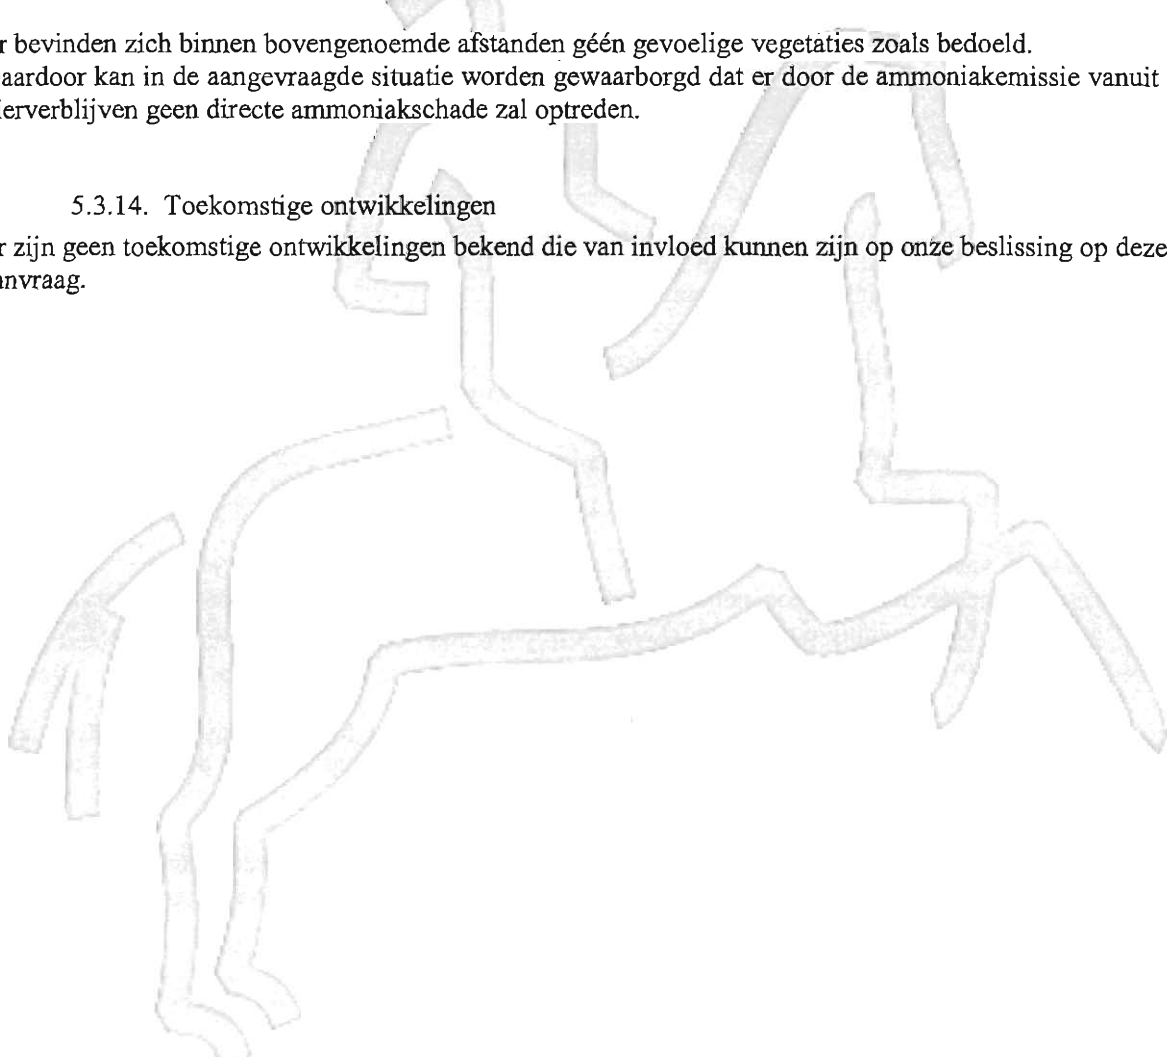 r bevinden zich binnen bovengenoemde afstanden géén gevoelige vegetaties zoals bedoeld.
aardoor kan in de aangevraagde situatie worden gewaarborgd dat er door de ammoniakemissie vanuit
ierverblijven geen directe ammoniakschade zal optreden.
5.3.14. Toekomstige ontwikkelingen
r zijn geen toekomstige ontwikkelingen bekend die van invloed kunnen zijn op onze beslissing op deze
anvraag.